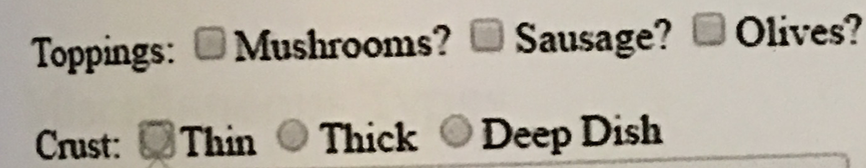 Toppings: Mushrooms? Sausage? Olives?
Crust: Thin Thick Deep Dish